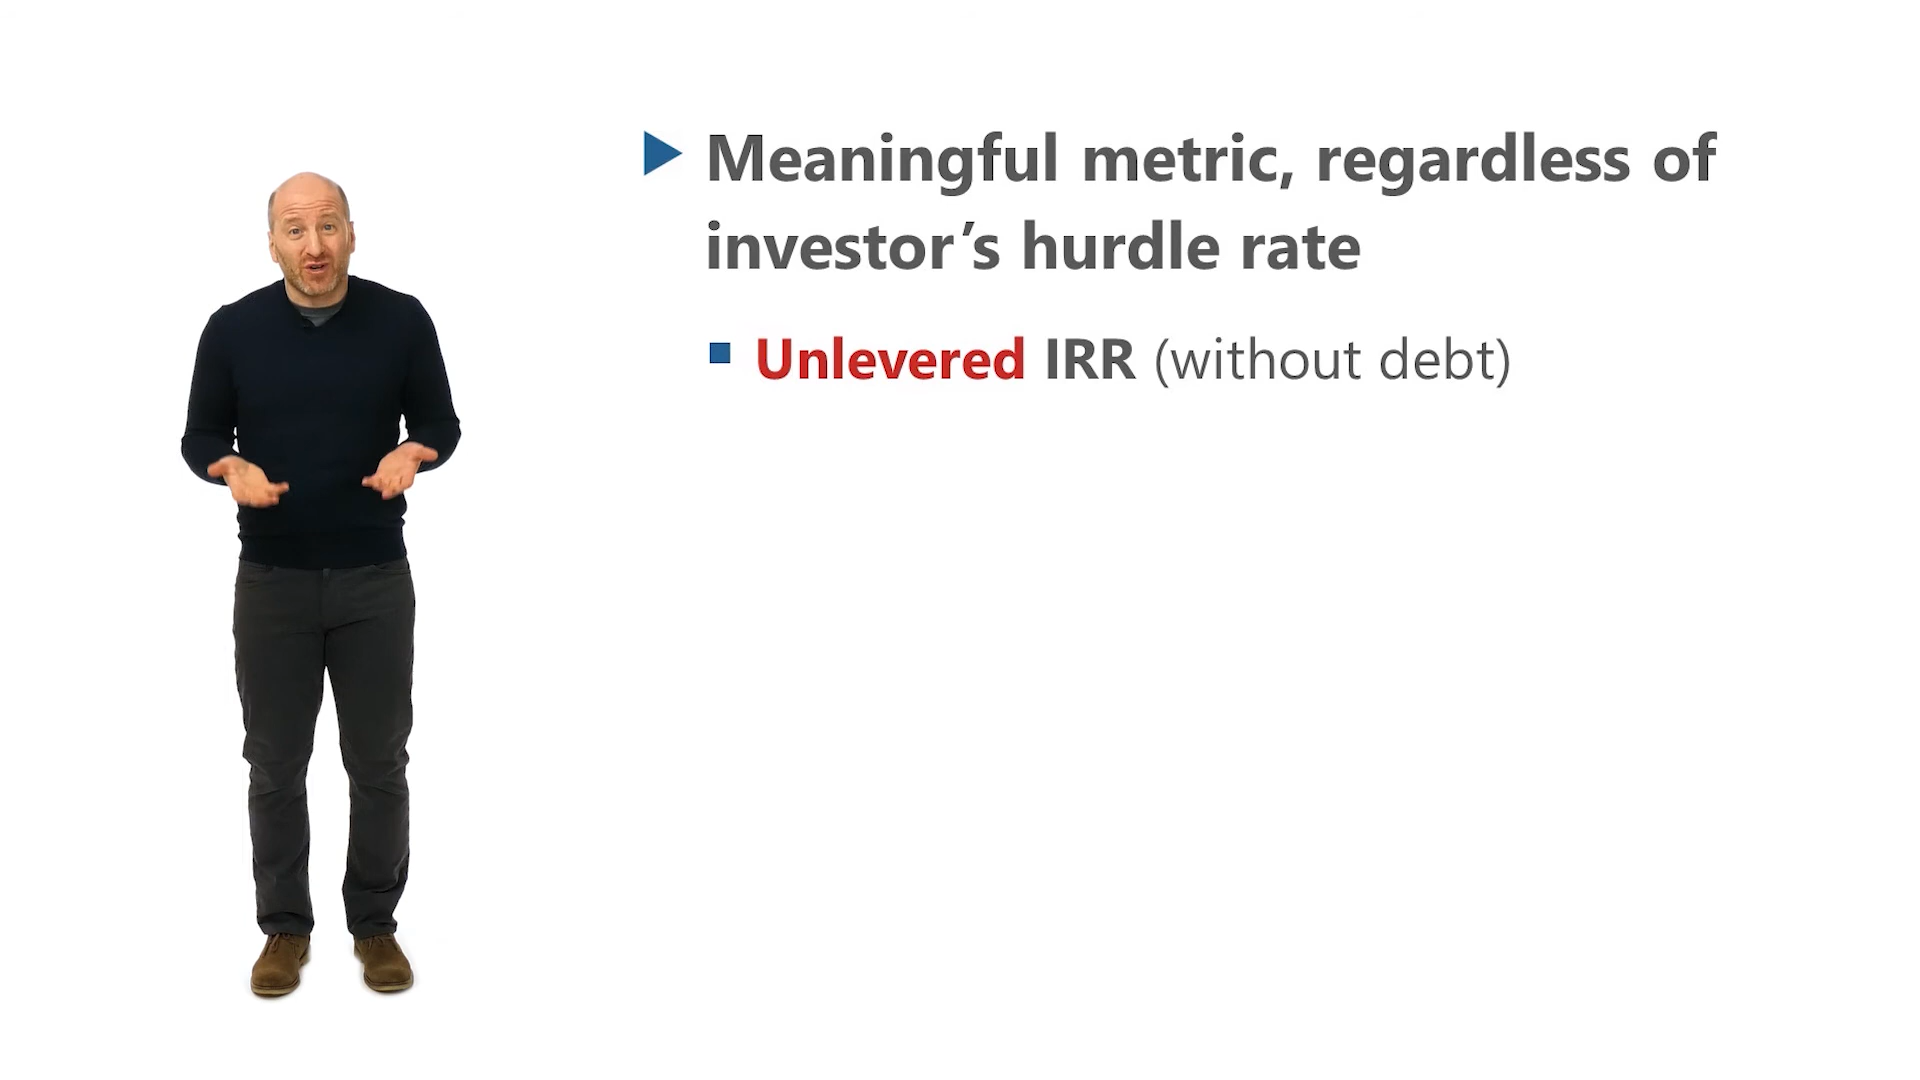 Meaningful metric, regardless of
investor’s hurdle rate
Unlevered IRR (without debt)